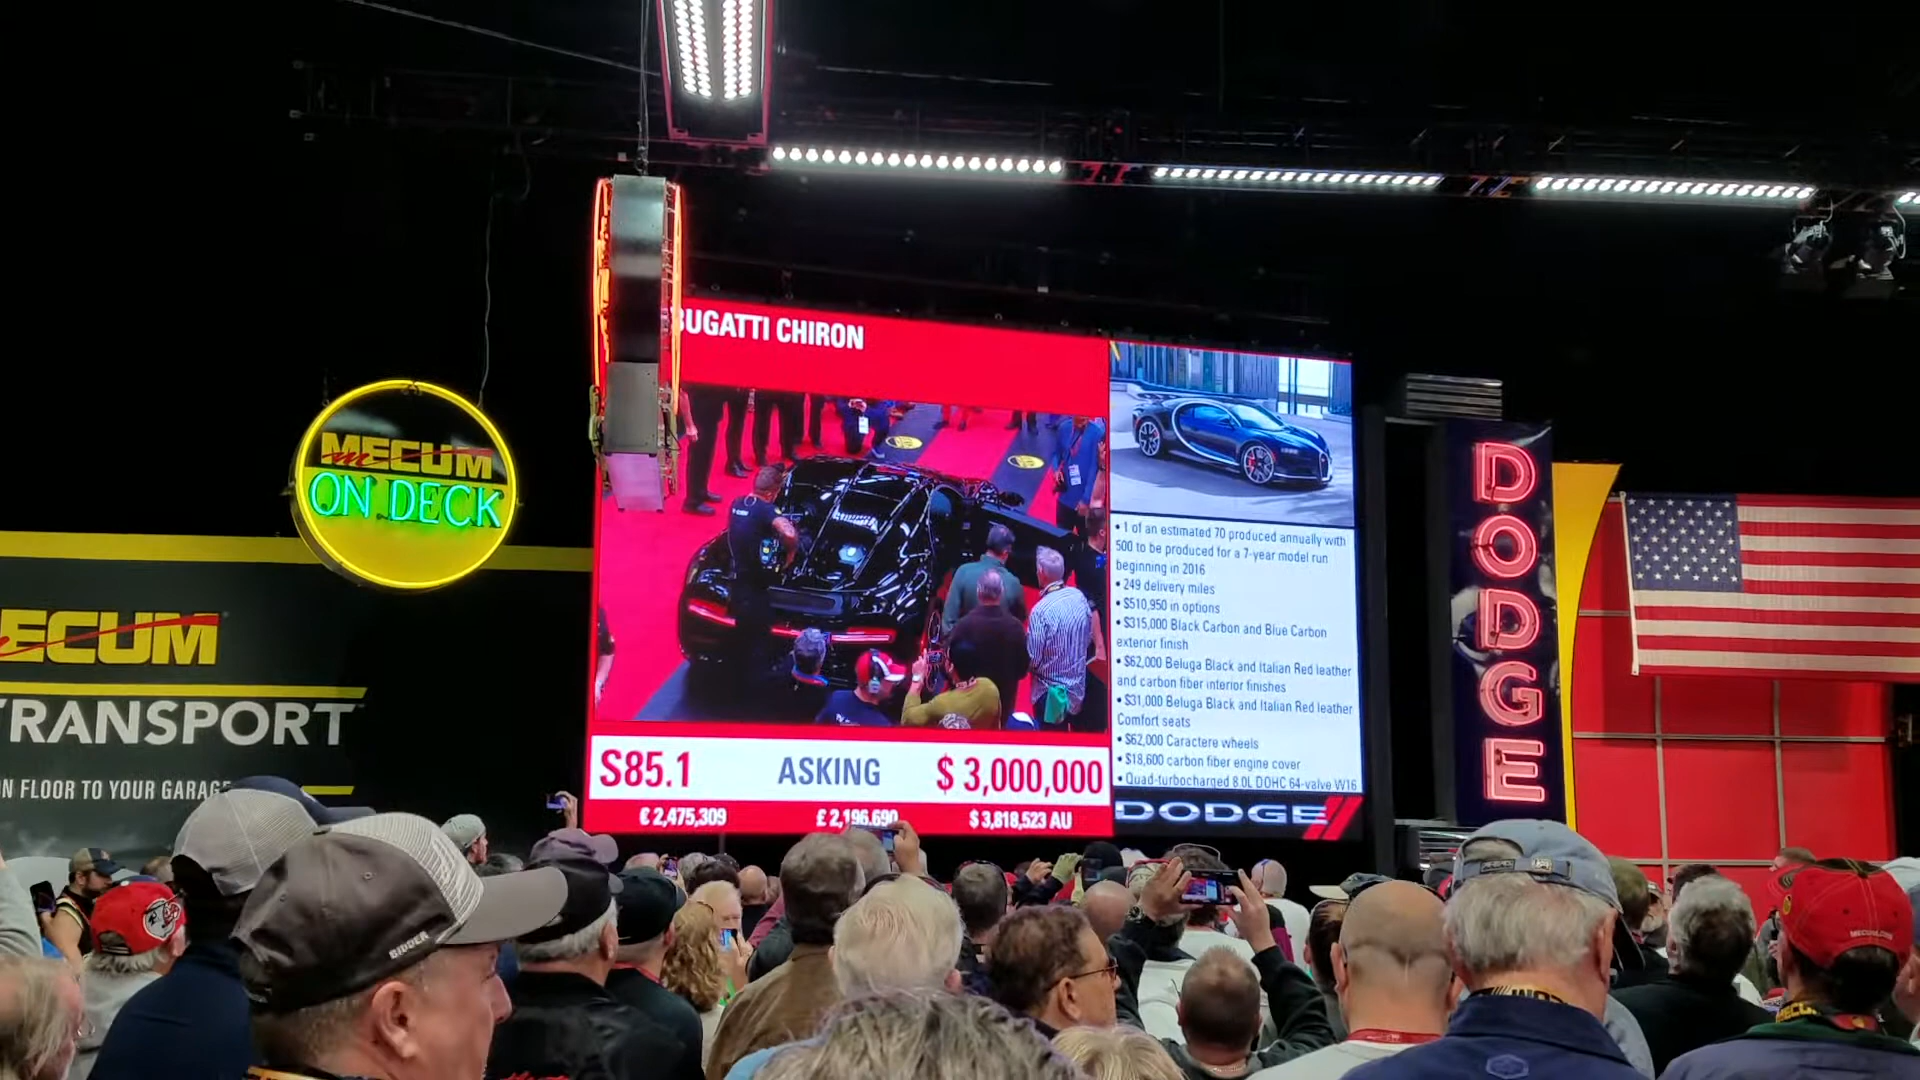 BUGATTI CHIRON
MECUM
ON DECK
MECUM
TRANSPORT
FLOOR TO YOUR GARAGE
• 1 of an estimated 70 produced annually with
500 to be produced for a 7-year model run
beginning in 2016
• 249 delivery miles
• $510,950 in options
• $315,000 Black Carbon and Blue Carbon
exterior finish
• $62,000 Beluga Black and Italian Red leather
and carbon fiber interior finishes
• $31,000 Beluga Black and Italian Red leather
Comfort seats
• $62,000 Caractere wheels
• $18,600 carbon fiber engine cover
• Quad-turbocharged 8.0L DOHC 64-valve W16
S85.1 ASKING $ 3,000,000
€ 2,475,309 £ 2,196,690 $ 3,818,523 AU
DODGE
DODGE
BIDDER
MECUM.COM